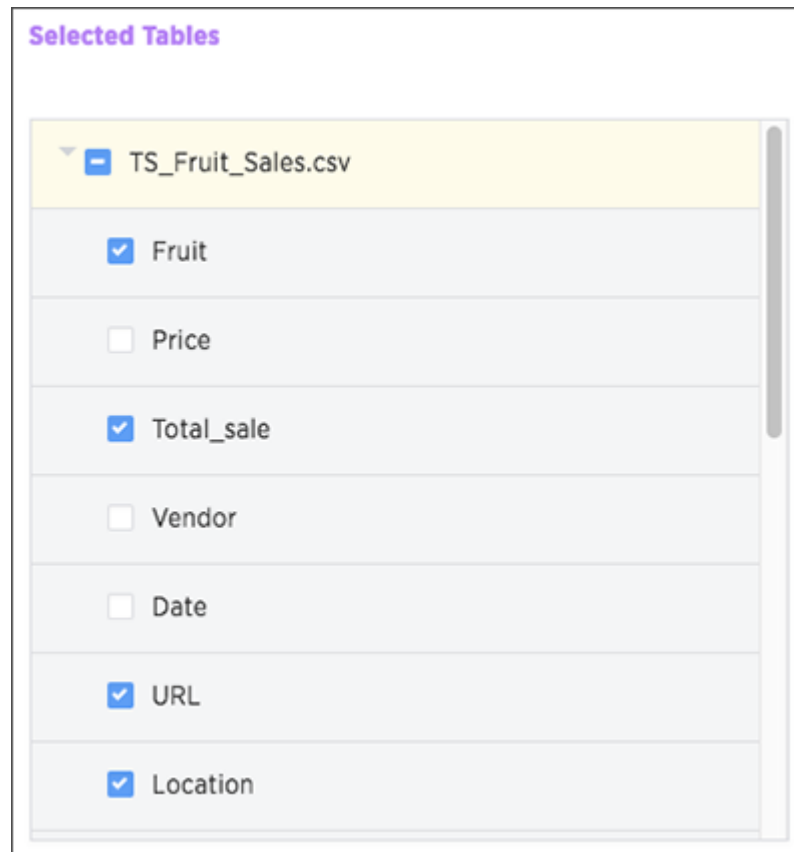 Selected Tables
TS_Fruit_Sales.csv
Fruit
Price
Total_sale
Vendor
Date
URL
Location